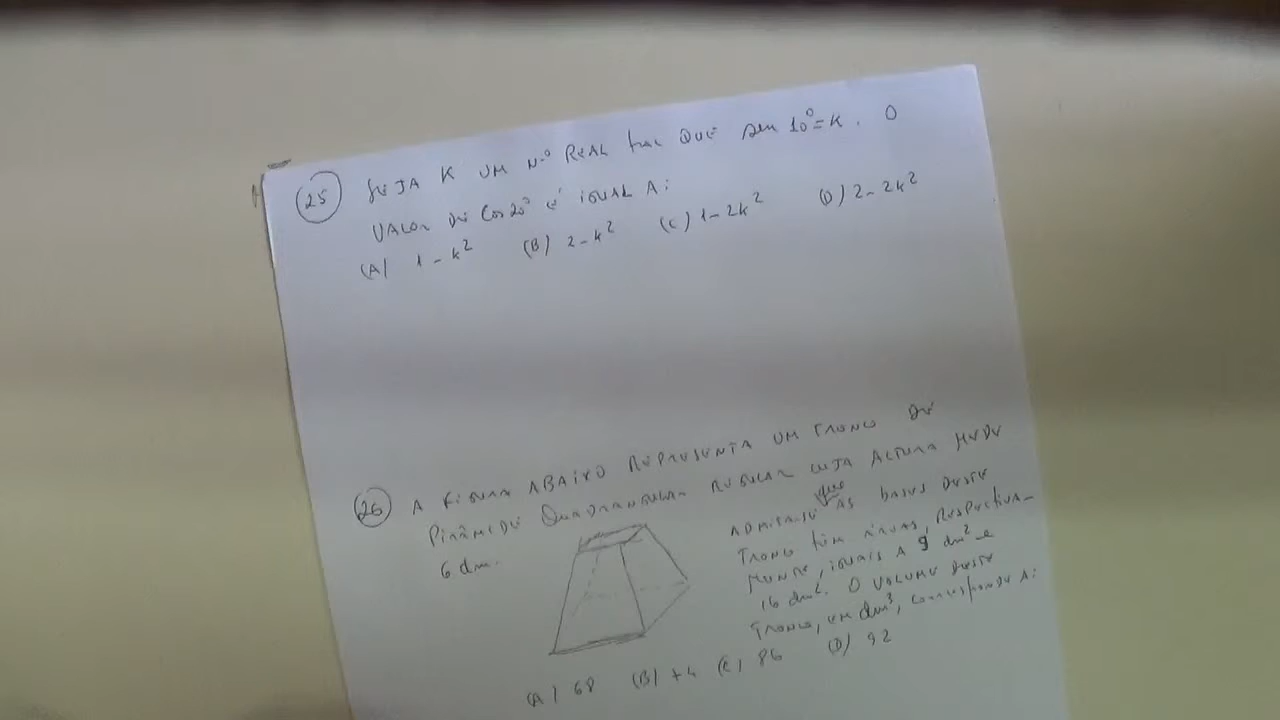 25 SEJA K UM Nº REAL TAL QUE sen 10º = K. O
VALOR DE Cos 20º É IGUAL A:
(A) 1 - k² (B) 2 - k² (C) 1 - 2k² (D) 2 - 2k²
26 A FIGURA ABAIXO REPRESENTA UM TRONCO DE
PIRÂMIDE QUADRANGULAR REGULAR CUJA ALTURA MEDE
6 dm.
ADMITA-SE que AS BASES DESTE
TRONCO TÊM ÁREAS, RESPECTIVA-
MENTE, IGUAIS A 9 dm² e
16 dm². O VOLUME DESTE
TRONCO, EM dm³, CORRESPONDE A:
(A) 68 (B) 74 (C) 86 (D) 92